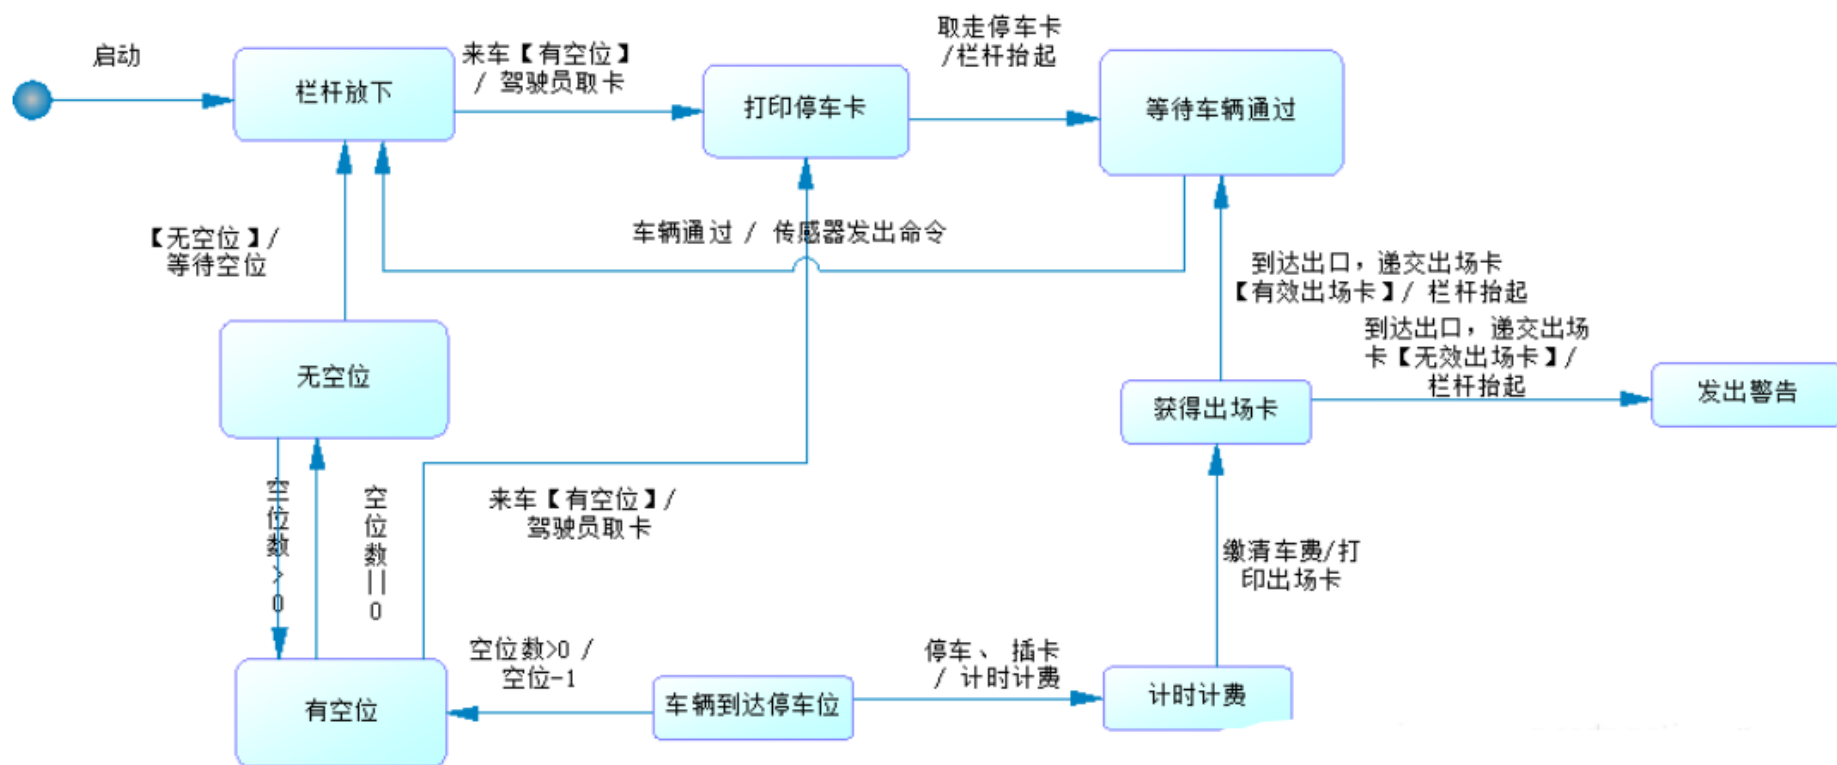 启动
栏杆放下
来车【有空位】
/ 驾驶员取卡
打印停车卡
取走停车卡
/栏杆抬起
等待车辆通过
【无空位】/
等待空位
车辆通过 / 传感器发出命令
到达出口，递交出场卡
【有效出场卡】/ 栏杆抬起
到达出口，递交出场
卡【无效出场卡】/
栏杆抬起
无空位
获得出场卡
发出警告
空
位
数
>
0
空
位
数
||
0
来车【有空位】/
驾驶员取卡
缴清车费/打
印出场卡
空位数>0 /
空位-1
停车、 插卡
/ 计时计费
有空位
车辆到达停车位
计时计费